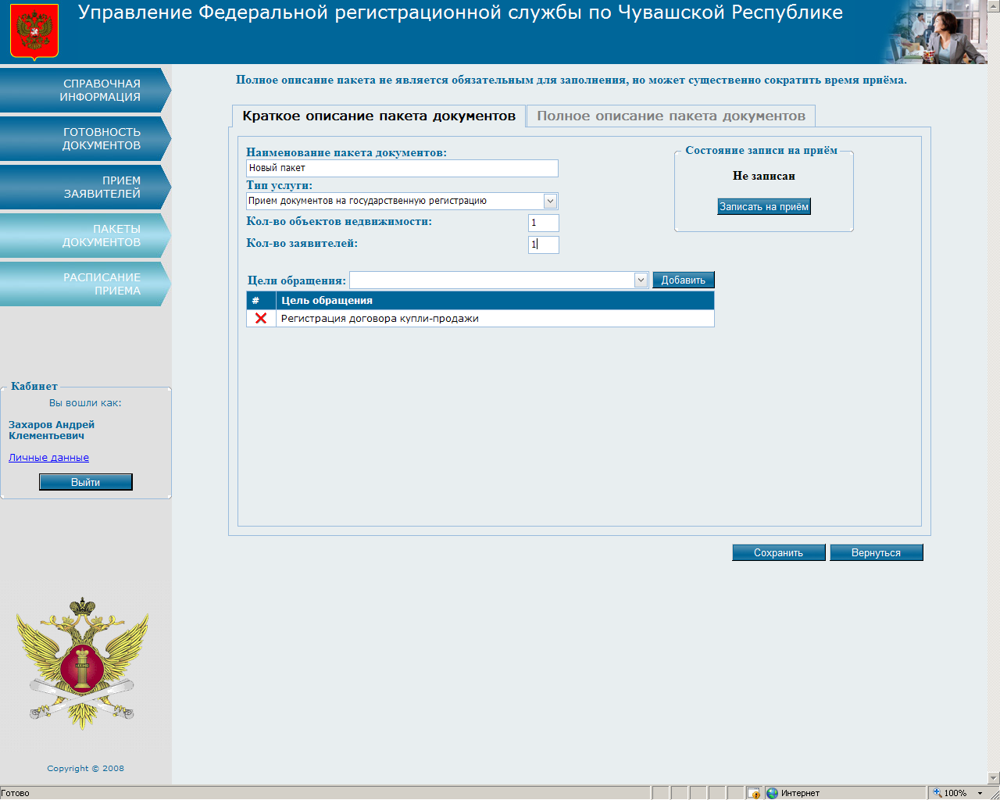 Управление Федеральной регистрационной службы по Чувашской Республике
СПРАВОЧНАЯ
ИНФОРМАЦИЯ
ГОТОВНОСТЬ
ДОКУМЕНТОВ
ПРИЕМ
ЗАЯВИТЕЛЕЙ
ПАКЕТЫ
ДОКУМЕНТОВ
РАСПИСАНИЕ
ПРИЕМА
Кабинет
Вы вошли как:
Захаров Андрей
Клементьевич
Личные данные
Выйти
Copyright © 2008
Полное описание пакета не является обязательным для заполнения, но может существенно сократить время приёма.
Краткое описание пакета документов
Полное описание пакета документов
Наименование пакета документов:
Новый пакет
Тип услуги:
Прием документов на государственную регистрацию
Кол-во объектов недвижимости: 1
Кол-во заявителей: 1
Состояние записи на приём
Не записан
Записать на приём
Цели обращения: Добавить
# Цель обращения
Регистрация договора купли-продажи
Сохранить
Вернуться
Готово
Интернет
100%